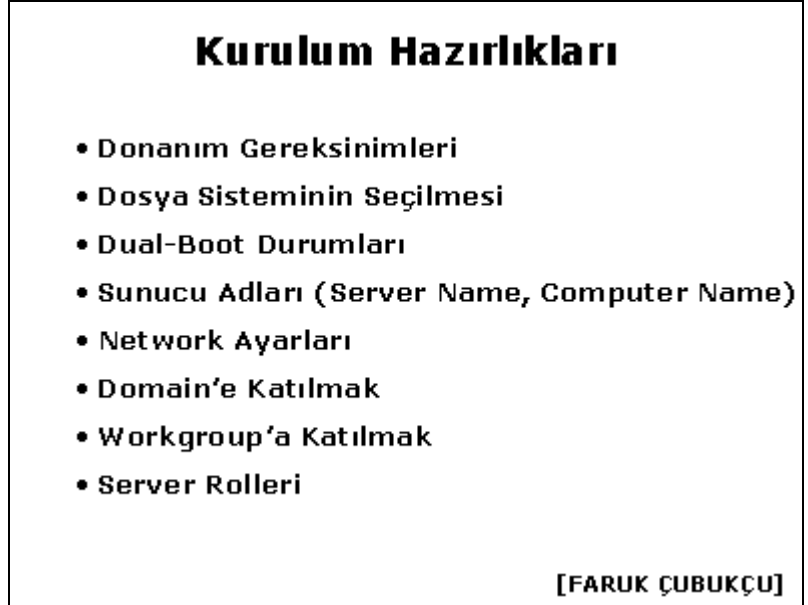 Kurulum Hazırlıkları
• Donanım Gereksinimleri
• Dosya Sisteminin Seçilmesi
• Dual-Boot Durumları
• Sunucu Adları (Server Name, Computer Name)
• Network Ayarları
• Domain’e Katılmak
• Workgroup’a Katılmak
• Server Rolleri
[FARUK ÇUBUKÇU]